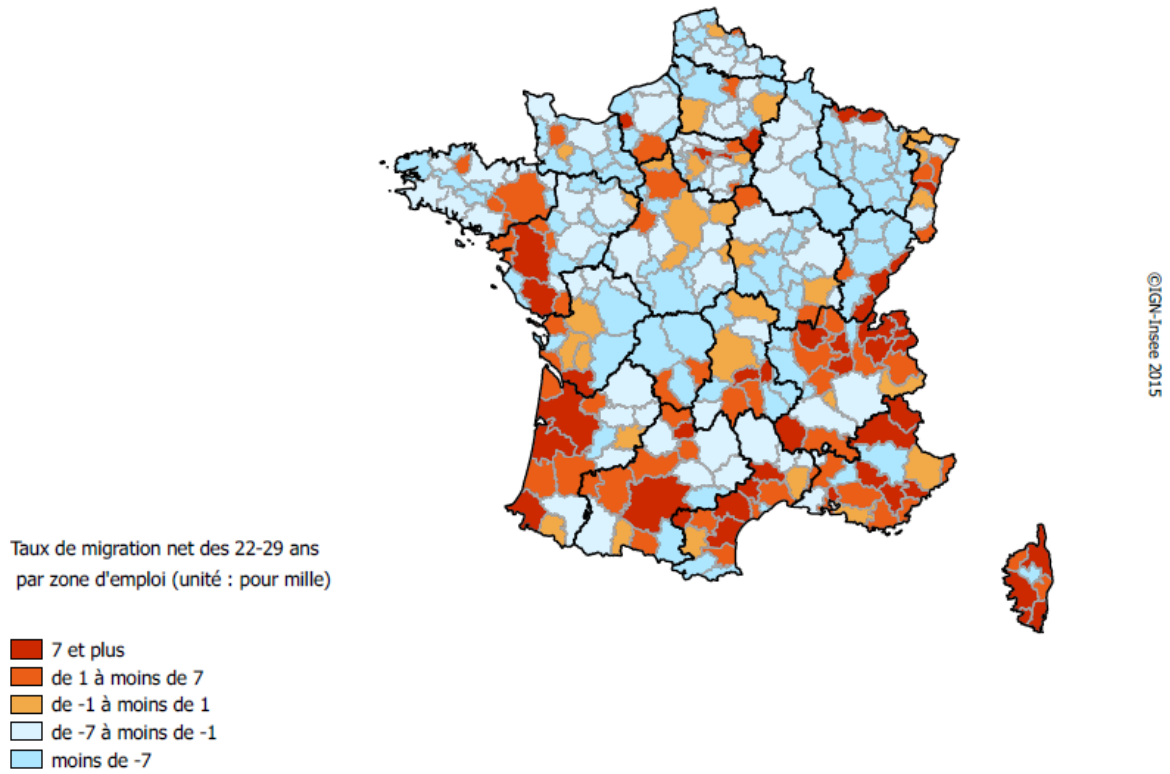 ©IGN-Insee 2015
Taux de migration net des 22-29 ans
par zone d'emploi (unité : pour mille)
7 et plus
de 1 à moins de 7
de -1 à moins de 1
de -7 à moins de -1
moins de -7